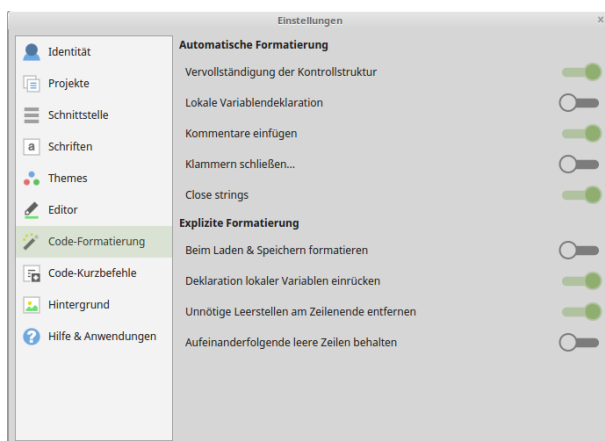 Einstellungen
Identität
Projekte
Schnittstelle
a Schriften
Themes
Editor
Code-Formatierung
Code-Kurzbefehle
Hintergrund
? Hilfe & Anwendungen
Automatische Formatierung
Vervollständigung der Kontrollstruktur
Lokale Variablendeklaration
Kommentare einfügen
Klammern schließen...
Close strings
Explizite Formatierung
Beim Laden & Speichern formatieren
Deklaration lokaler Variablen einrücken
Unnötige Leerstellen am Zeilenende entfernen
Aufeinanderfolgende leere Zeilen behalten